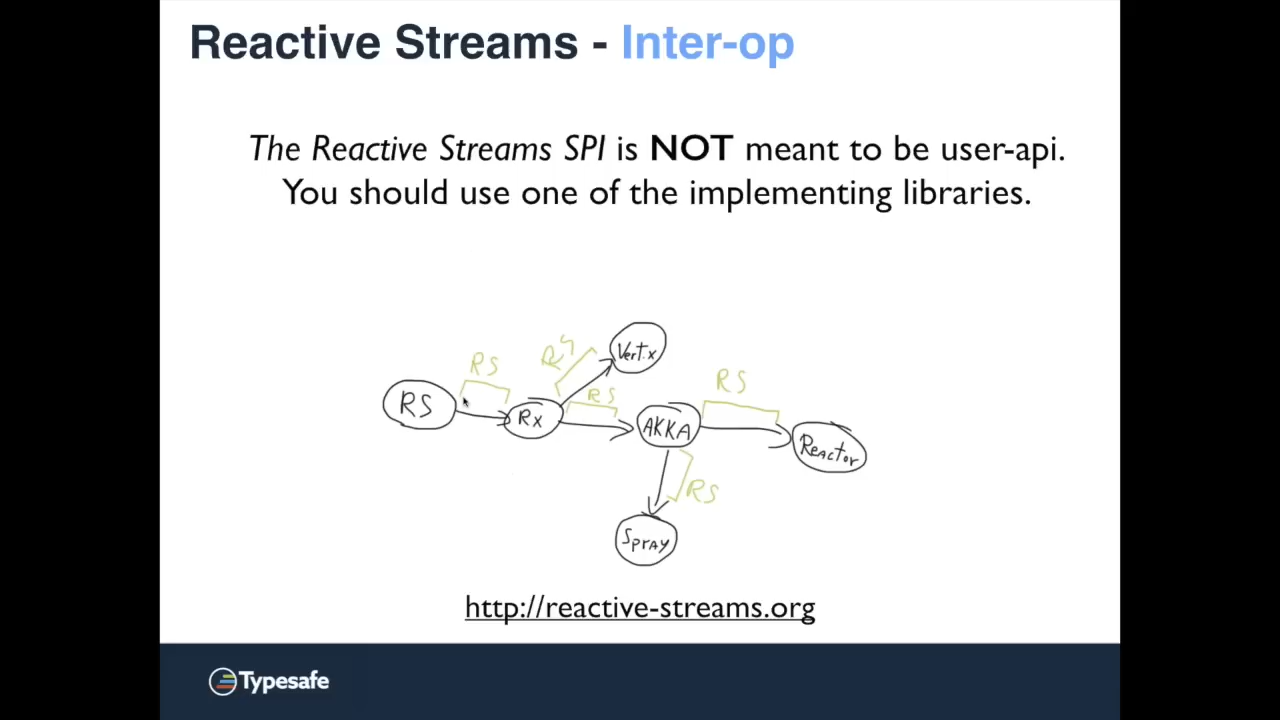 Reactive Streams - Inter-op
The Reactive Streams SPI is NOT meant to be user-api.
You should use one of the implementing libraries.
RS
RS
Rx
RS
Vert.x
RS
AKKA
RS
Reactor
RS
Spray
http://reactive-streams.org
Typesafe